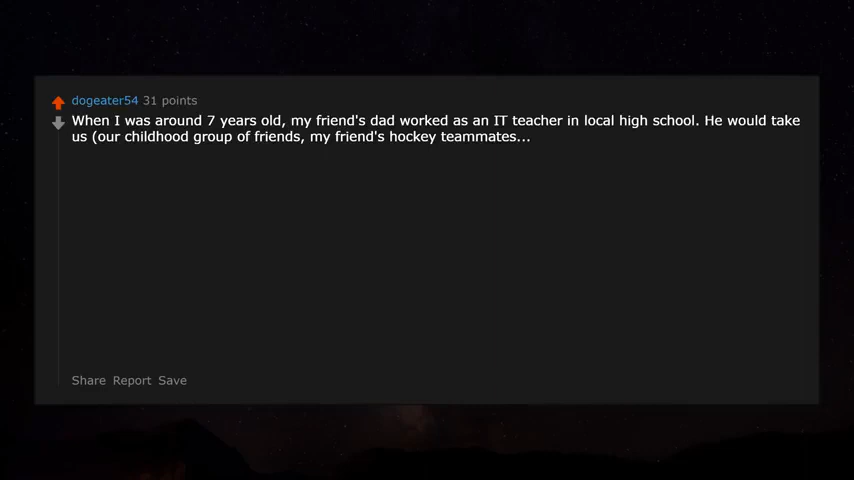 dogeater54 31 points
When I was around 7 years old, my friend's dad worked as an IT teacher in local high school. He would take
us (our childhood group of friends, my friend's hockey teammates...
Share Report Save